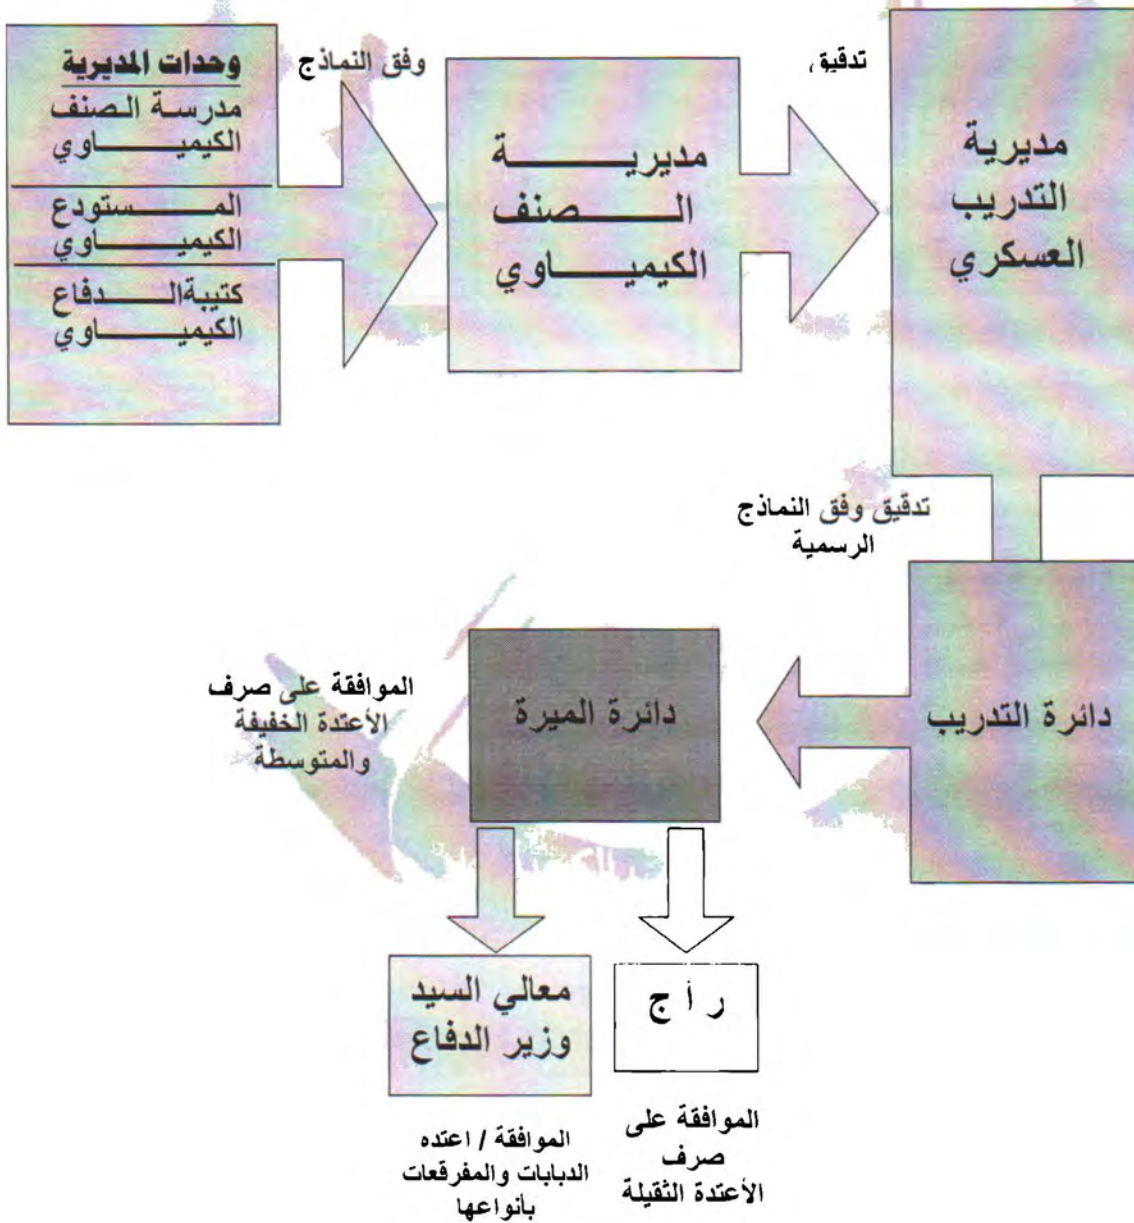 وحدات المديرية
مدرسة الصنف
الكيمياوي
المستودع
الكيمياوي
كتيبة الدفاع
الكيمياوي
وفق النماذج
مديرية
الصنف
الكيمياوي
تدقيق
مديرية
التدريب
العسكري
تدقيق وفق النماذج
الرسمية
دائرة التدريب
دائرة الميرة
الموافقة على صرف
الأعتدة الخفيفة
والمتوسطة
ر أ ج
الموافقة على
صرف
الأعتدة الثقيلة
معالي السيد
وزير الدفاع
الموافقة / اعتده
الدبابات والمفرقعات
بأنواعها